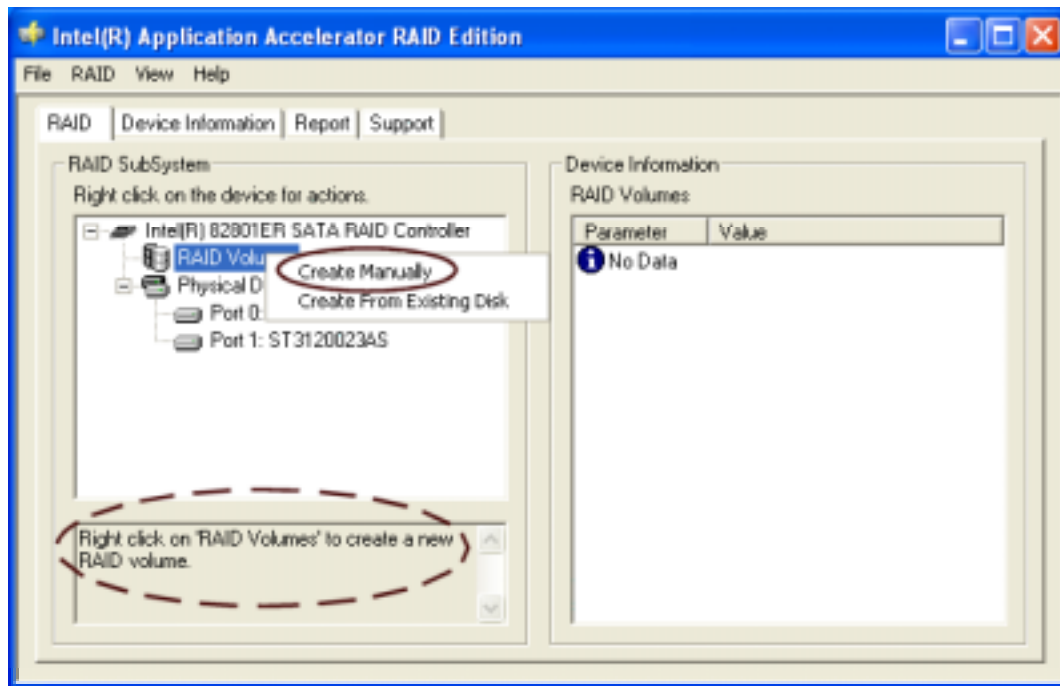 Intel(R) Application Accelerator RAID Edition
File RAID View Help
RAID Device Information Report Support
RAID SubSystem
Right click on the device for actions.
Intel(R) 82801ER SATA RAID Controller
RAID Volu
Create Manually
Create From Existing Disk
Physical D
Port 0:
Port 1: ST3120023AS
Right click on 'RAID Volumes' to create a new
RAID volume.
Device Information
RAID Volumes
Parameter Value
No Data